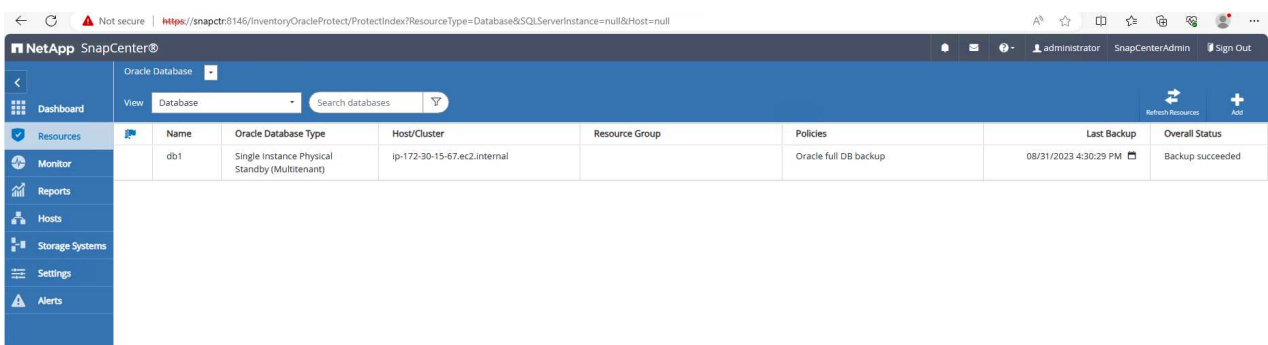 Not secure | https://snapctr:8146/InventoryOracleProtect/ProtectIndex?ResourceType=Database&SQLServerInstance=null&Host=null
NetApp SnapCenter®
administrator SnapCenterAdmin Sign Out
Oracle Database
Dashboard
View Database Search databases
Refresh Resources Add
Resources
Name Oracle Database Type Host/Cluster Resource Group Policies Last Backup Overall Status
Monitor
db1 Single Instance Physical ip-172-30-15-67.ec2.internal Oracle full DB backup 08/31/2023 4:30:29 PM Backup succeeded
Standby (Multitenant)
Reports
Hosts
Storage Systems
Settings
Alerts